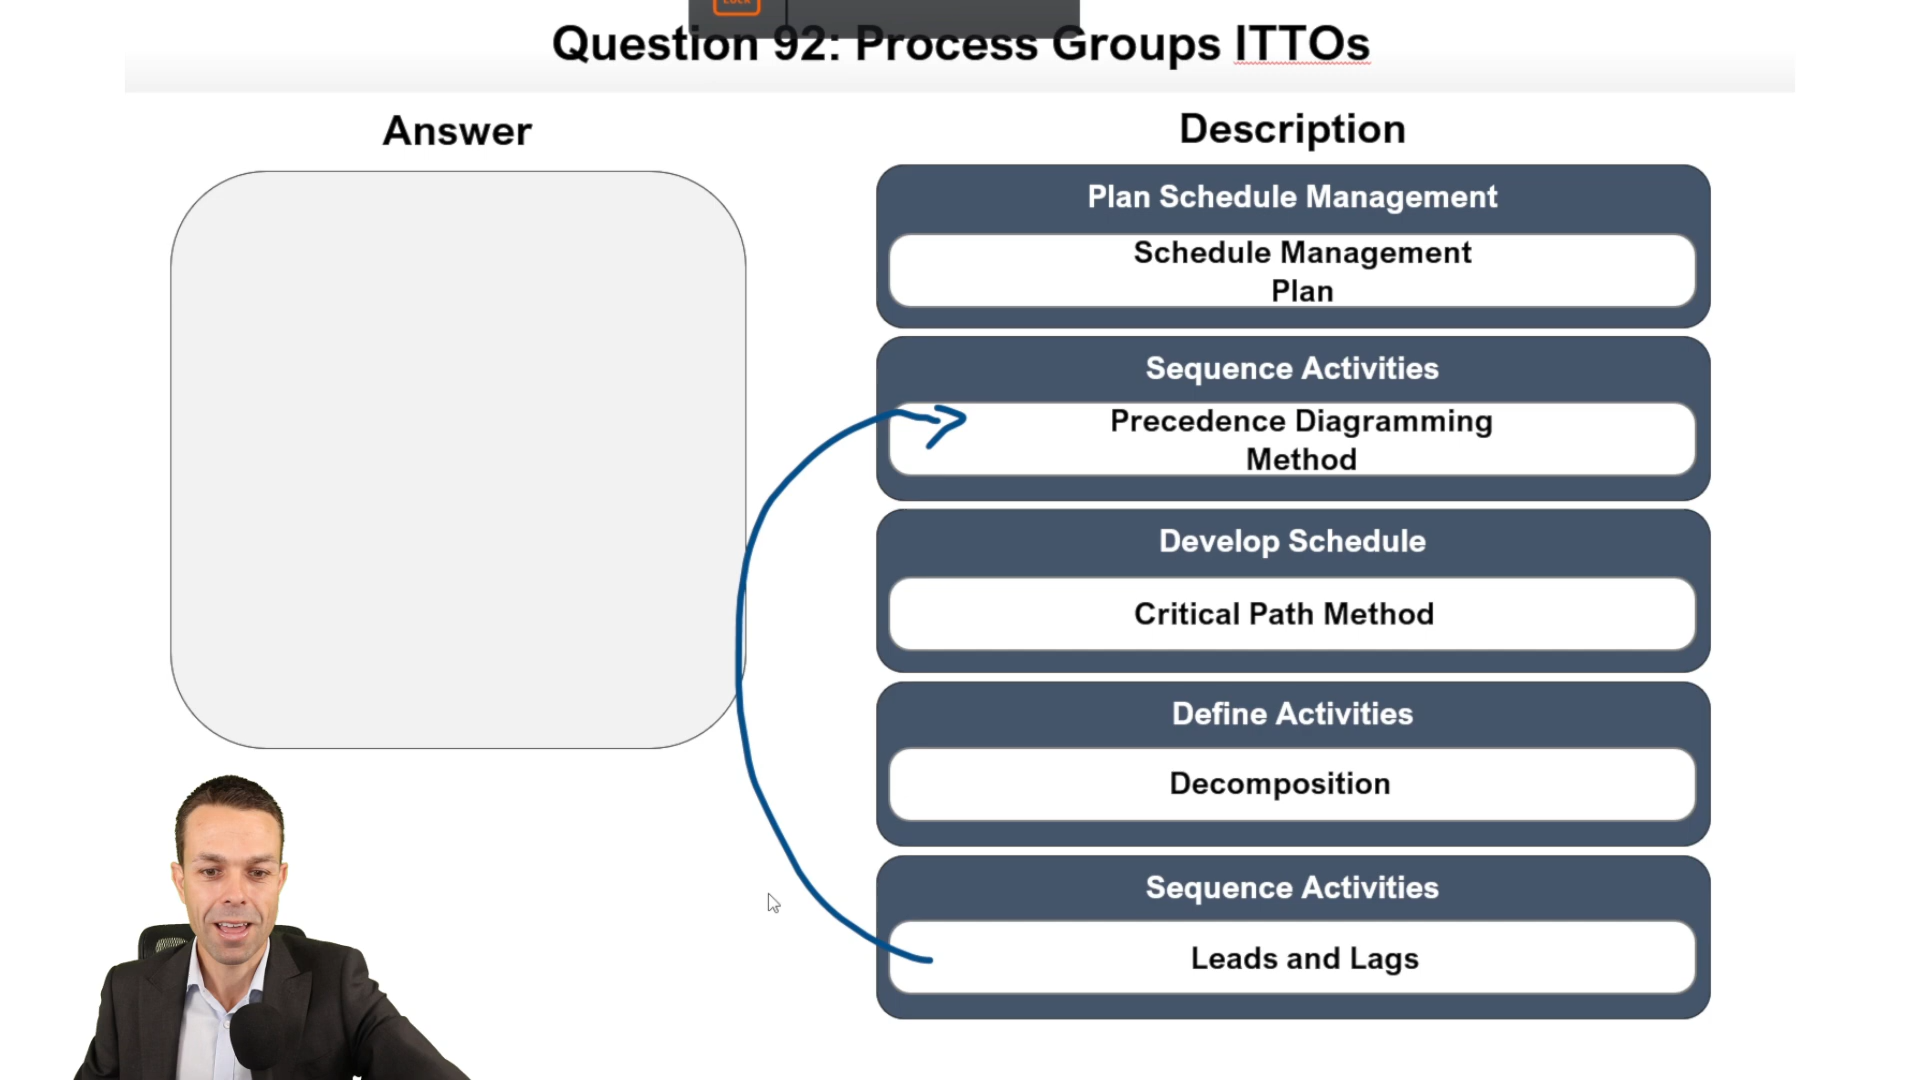 Question 92: Process Groups ITTOs
Answer
Description
Plan Schedule Management
Schedule Management
Plan
Sequence Activities
Precedence Diagramming
Method
Develop Schedule
Critical Path Method
Define Activities
Decomposition
Sequence Activities
Leads and Lags